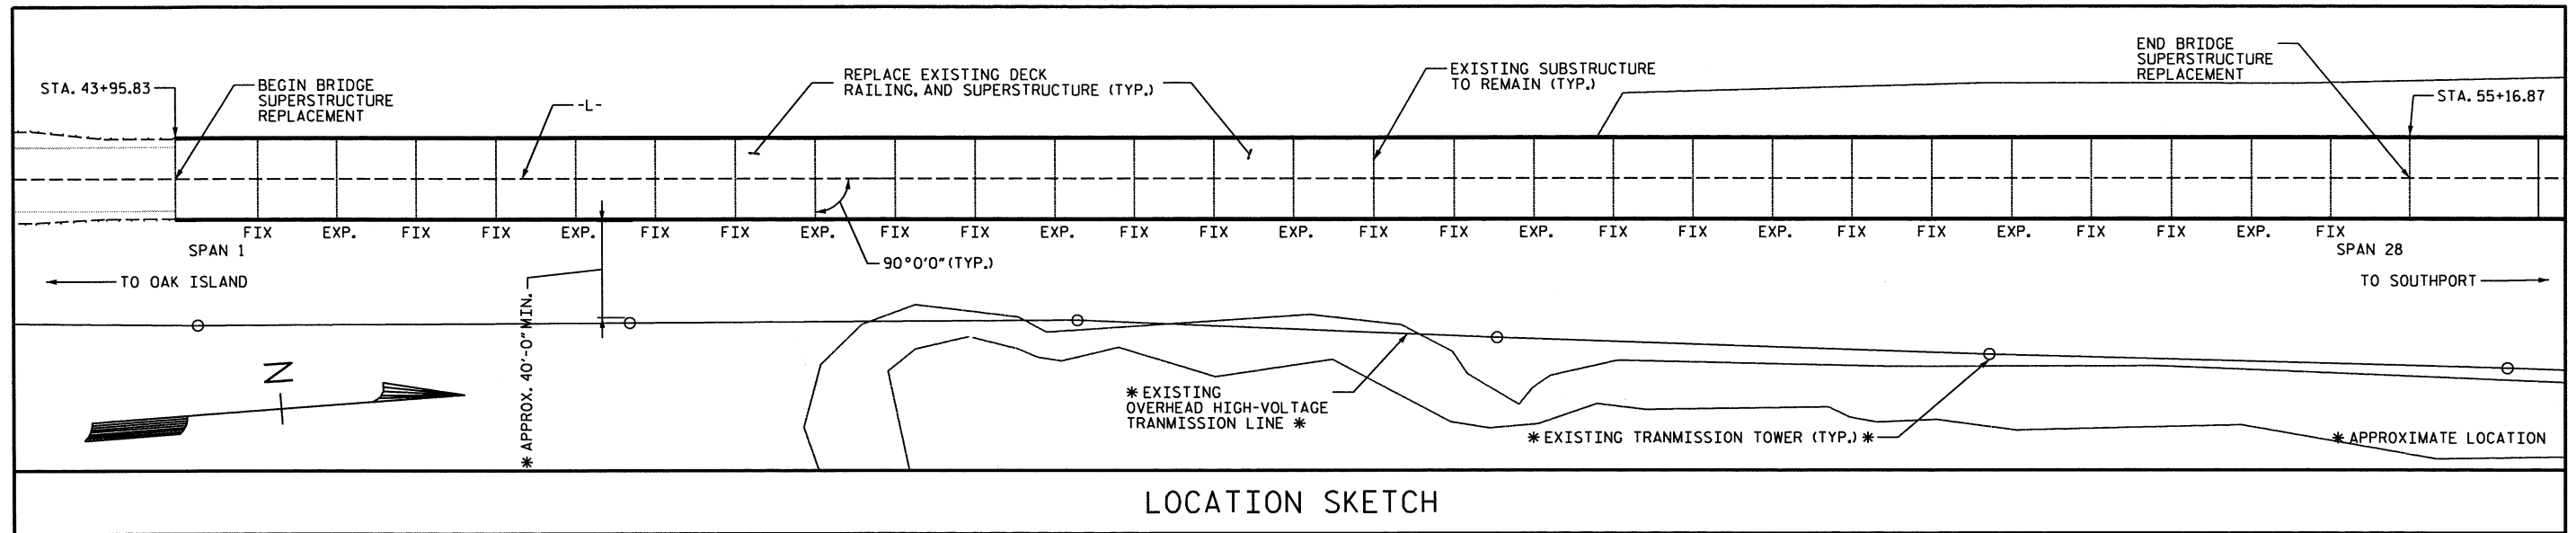 STA. 43+95.83
BEGIN BRIDGE
SUPERSTRUCTURE
REPLACEMENT
-L-
REPLACE EXISTING DECK
RAILING, AND SUPERSTRUCTURE (TYP.)
EXISTING SUBSTRUCTURE
TO REMAIN (TYP.)
END BRIDGE
SUPERSTRUCTURE
REPLACEMENT
STA. 55+16.87
FIX EXP. FIX FIX EXP. FIX FIX EXP. FIX FIX EXP. FIX FIX EXP. FIX FIX EXP. FIX FIX EXP. FIX FIX EXP. FIX FIX EXP. FIX
SPAN 1
SPAN 28
90°0'0" (TYP.)
TO OAK ISLAND
TO SOUTHPORT
* APPROX. 40'-0" MIN.
N
* EXISTING
OVERHEAD HIGH-VOLTAGE
TRANMISSION LINE *
* EXISTING TRANMISSION TOWER (TYP.) *
* APPROXIMATE LOCATION
LOCATION SKETCH